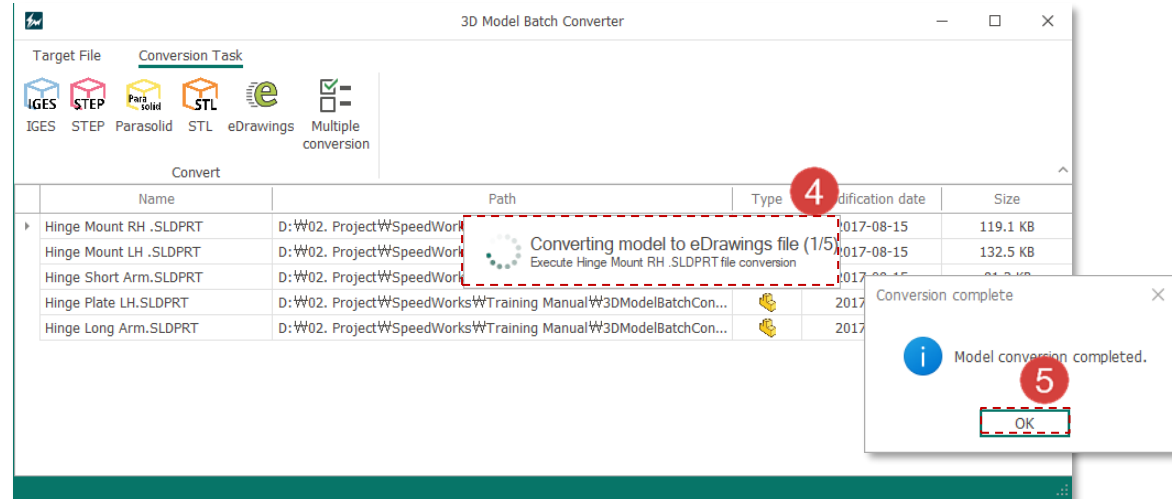 3D Model Batch Converter
Target File Conversion Task
IGES STEP Para solid STL e
IGES STEP Parasolid STL eDrawings Multiple conversion
Convert
Name Path Type 4 dification date Size
Hinge Mount RH .SLDPRT D:₩02. Project₩SpeedWork 2017-08-15 119.1 KB
Converting model to eDrawings file (1/5)
Execute Hinge Mount RH .SLDPRT file conversion
Hinge Mount LH .SLDPRT D:₩02. Project₩SpeedWork 2017-08-15 132.5 KB
Hinge Short Arm.SLDPRT D:₩02. Project₩SpeedWork
Hinge Plate LH.SLDPRT D:₩02. Project₩SpeedWorks₩Training Manual₩3DModelBatchCon... 2017
Hinge Long Arm.SLDPRT D:₩02. Project₩SpeedWorks₩Training Manual₩3DModelBatchCon... 2017
Conversion complete
i Model conversion completed.
5
OK